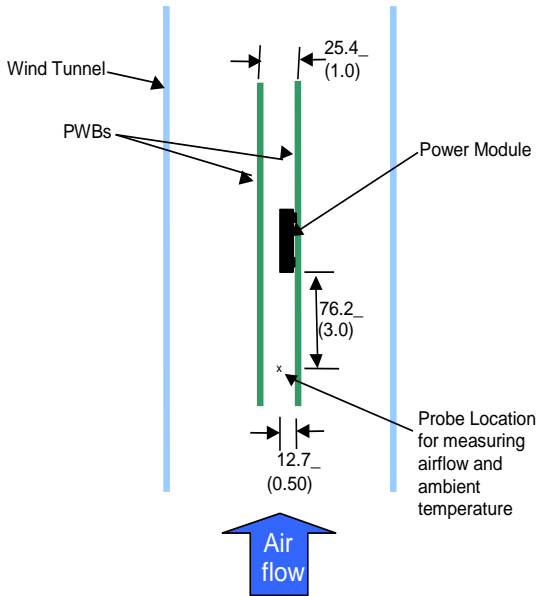 25.4_
(1.0)
Wind Tunnel
PWBs
Power Module
76.2_
(3.0)
x
Probe Location
for measuring
airflow and
ambient
temperature
12.7_
(0.50)
Air
flow